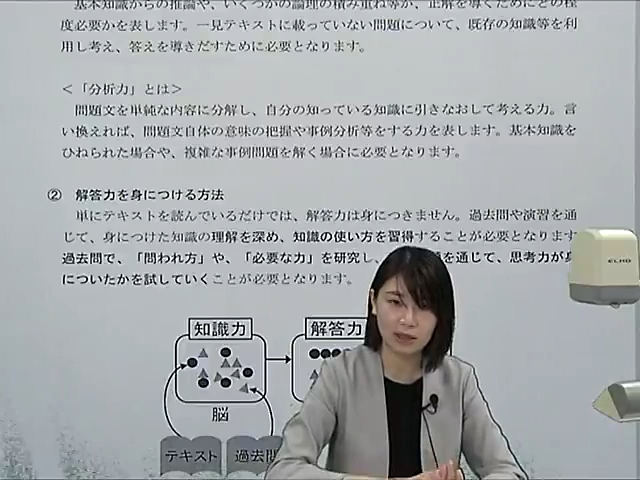 基本知識からの推論や、いくつかの論理の積み重ね等が、正解を導くためにどの程
度必要かを表します。一見テキストに載っていない問題について、既存の知識等を利
用し考え、答えを導きだすために必要となります。
＜「分析力」とは＞
問題文を単純な内容に分解し、自分の知っている知識に引きなおして考える力。言
い換えれば、問題文自体の意味の把握や事例分析等をする力を表します。基本知識を
ひねられた場合や、複雑な事例問題を解く場合に必要となります。
② 解答力を身につける方法
単にテキストを読んでいるだけでは、解答力は身につきません。過去問や演習を通
じて、身につけた知識の理解を深め、知識の使い方を習得することが必要となります
過去問で、「問われ方」や、「必要な力」を研究し、を通じて、思考力が身
についたかを試していくことが必要となります。
知識力
解答力
脳
テキスト
過去問
ELMO